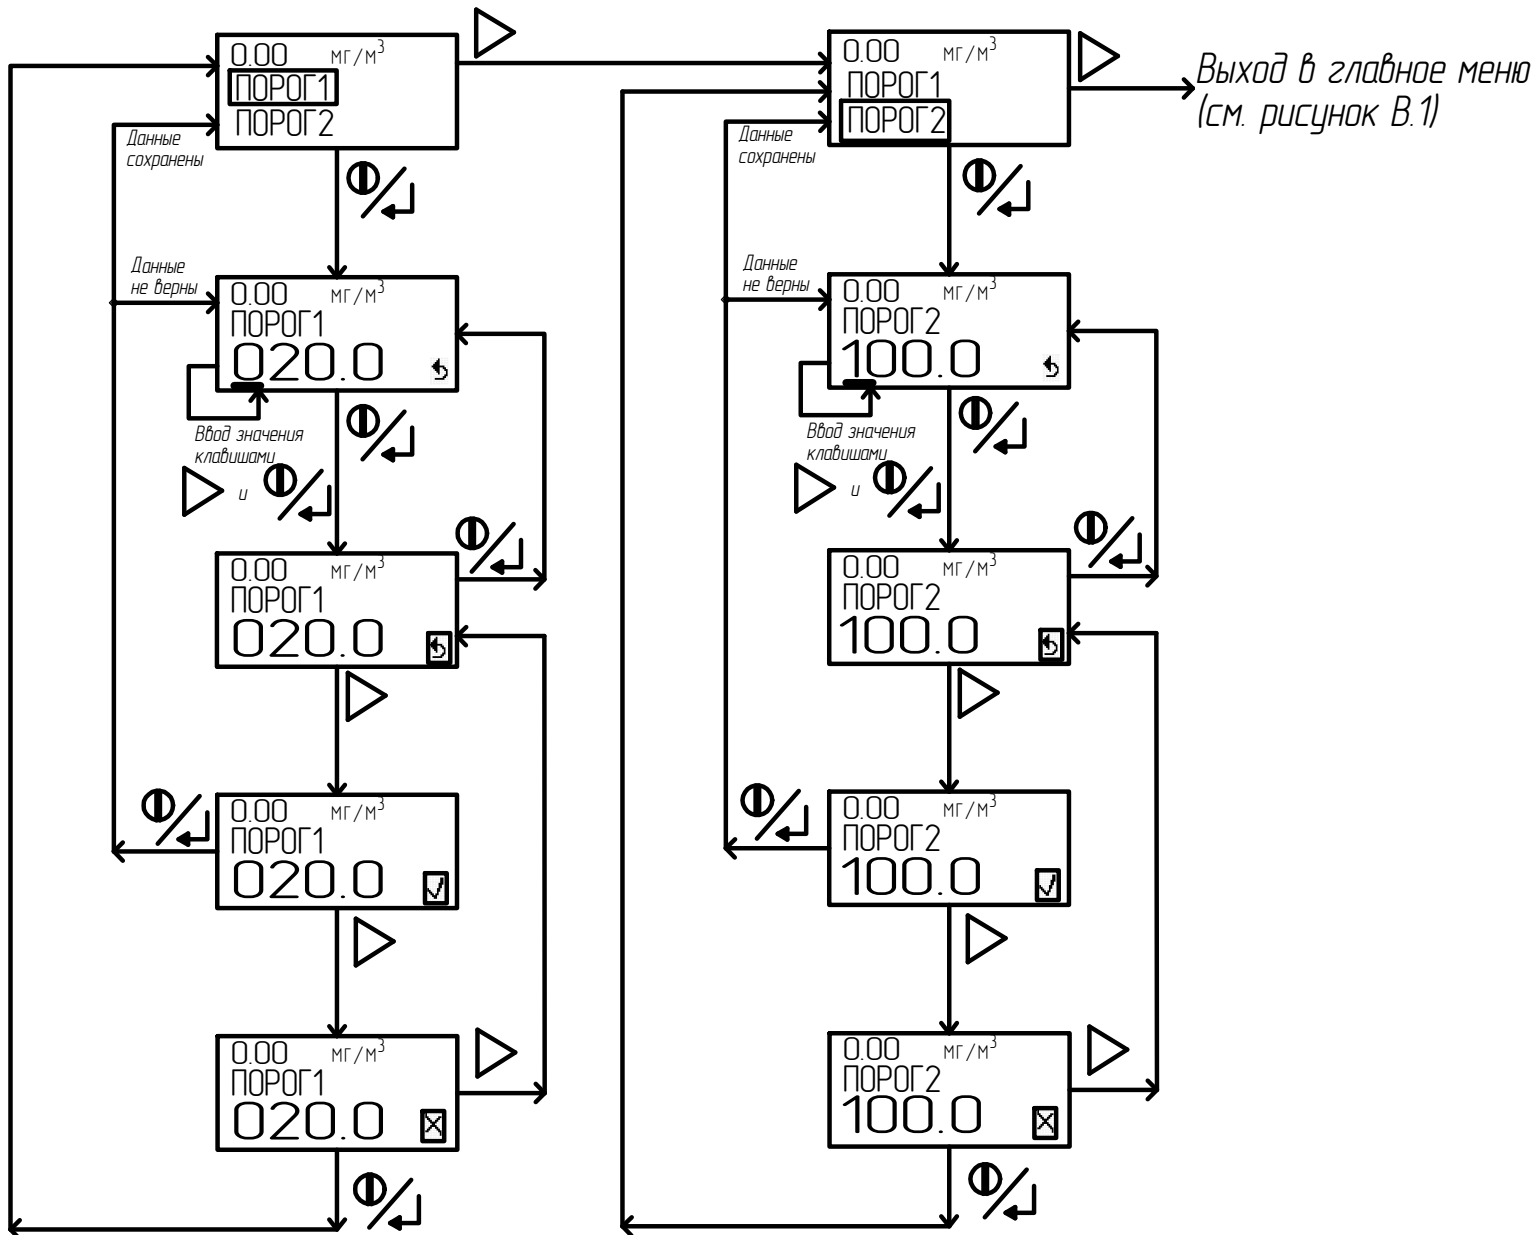 0.00 мг/м³
ПОРОГ1
ПОРОГ2
Данные
сохранены
Данные
не верны
0.00 мг/м³
ПОРОГ1
020.0
Ввод значения
клавишами
и
0.00 мг/м³
ПОРОГ1
020.0
0.00 мг/м³
ПОРОГ1
020.0
0.00 мг/м³
ПОРОГ1
020.0
0.00 мг/м³
ПОРОГ1
ПОРОГ2
Данные
сохранены
Данные
не верны
0.00 мг/м³
ПОРОГ2
100.0
Ввод значения
клавишами
и
0.00 мг/м³
ПОРОГ2
100.0
0.00 мг/м³
ПОРОГ2
100.0
0.00 мг/м³
ПОРОГ2
100.0
Выход в главное меню
(см. рисунок В.1)